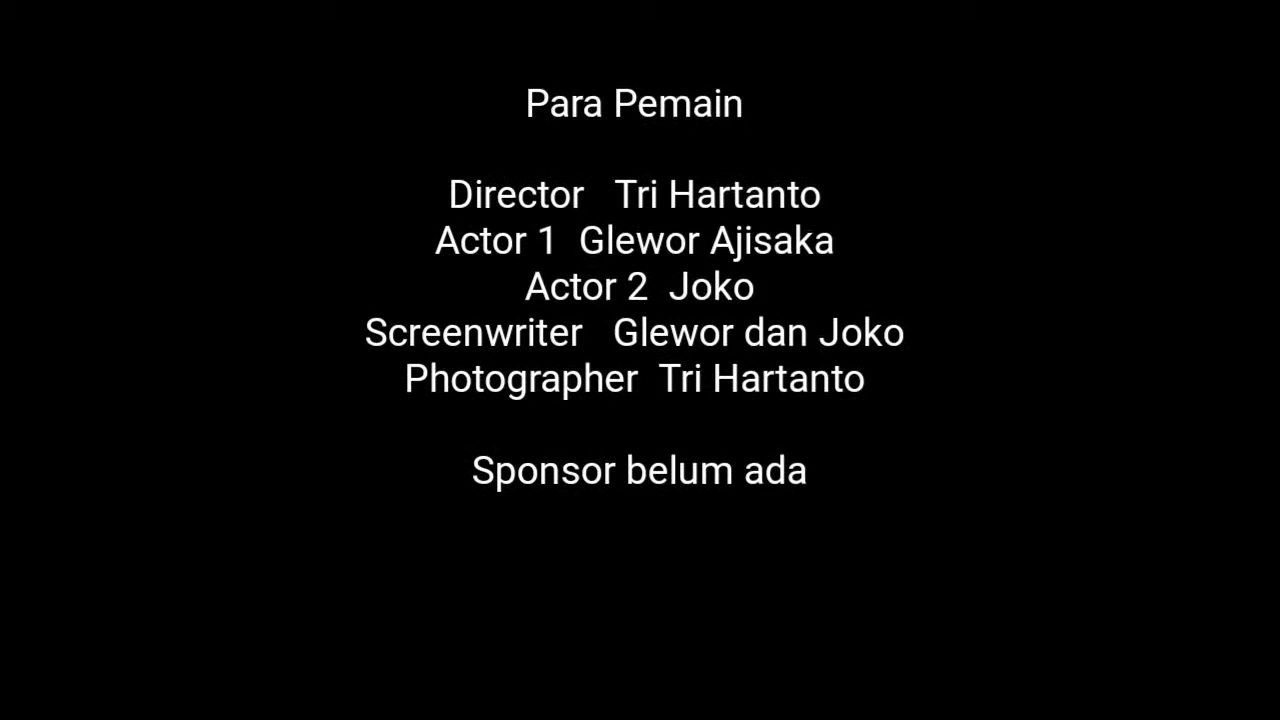 Para Pemain
Director Tri Hartanto
Actor 1 Glewor Ajisaka
Actor 2 Joko
Screenwriter Glewor dan Joko
Photographer Tri Hartanto
Sponsor belum ada